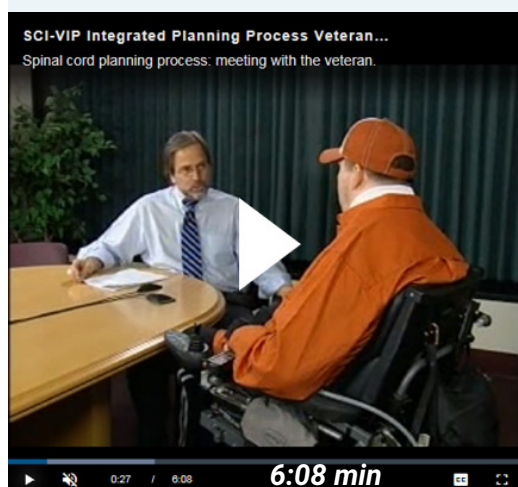 SCI-VIP Integrated Planning Process Veteran...
Spinal cord planning process: meeting with the veteran.
0:27 / 6:08
6:08 min
CC